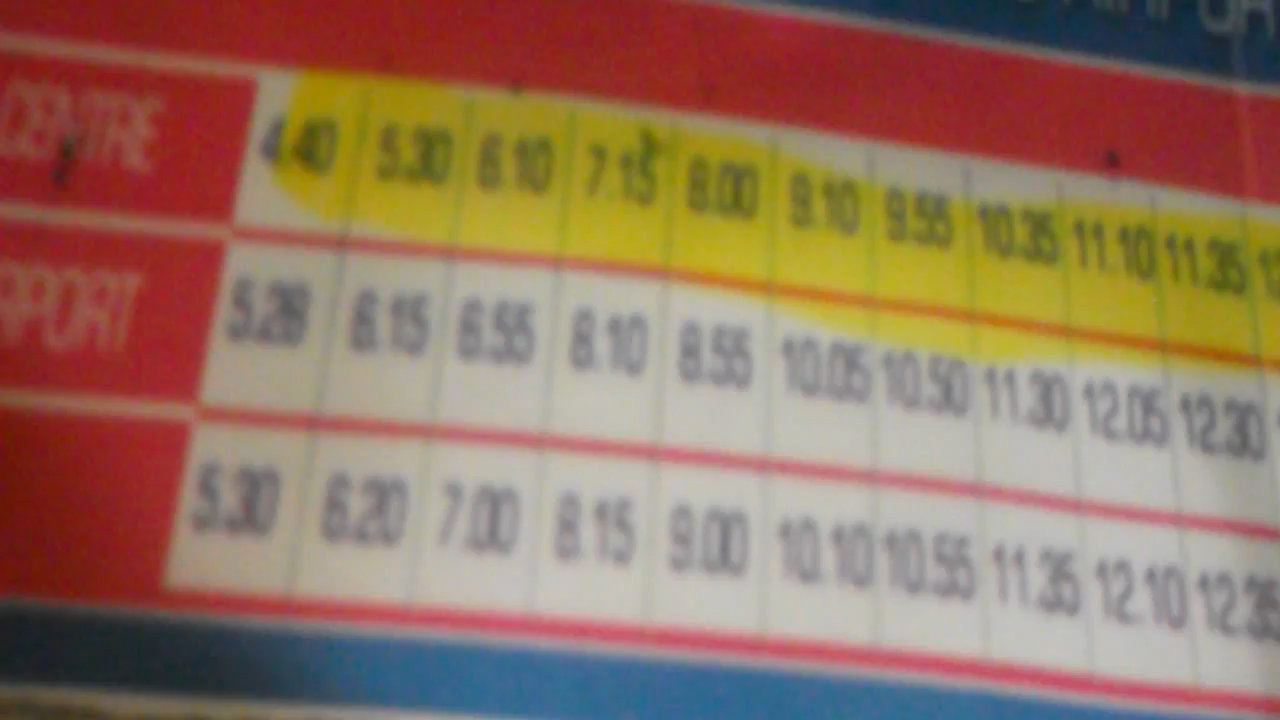 CENTRE 4.40 5.30 6.10 7.15 8.00 9.10 9.55 10.35 11.10 11.35
5.28 6.15 6.55 8.10 8.55 10.05 10.50 11.30 12.05 12.30
5.30 6.20 7.00 8.15 9.00 10.10 10.55 11.35 12.10 12.35